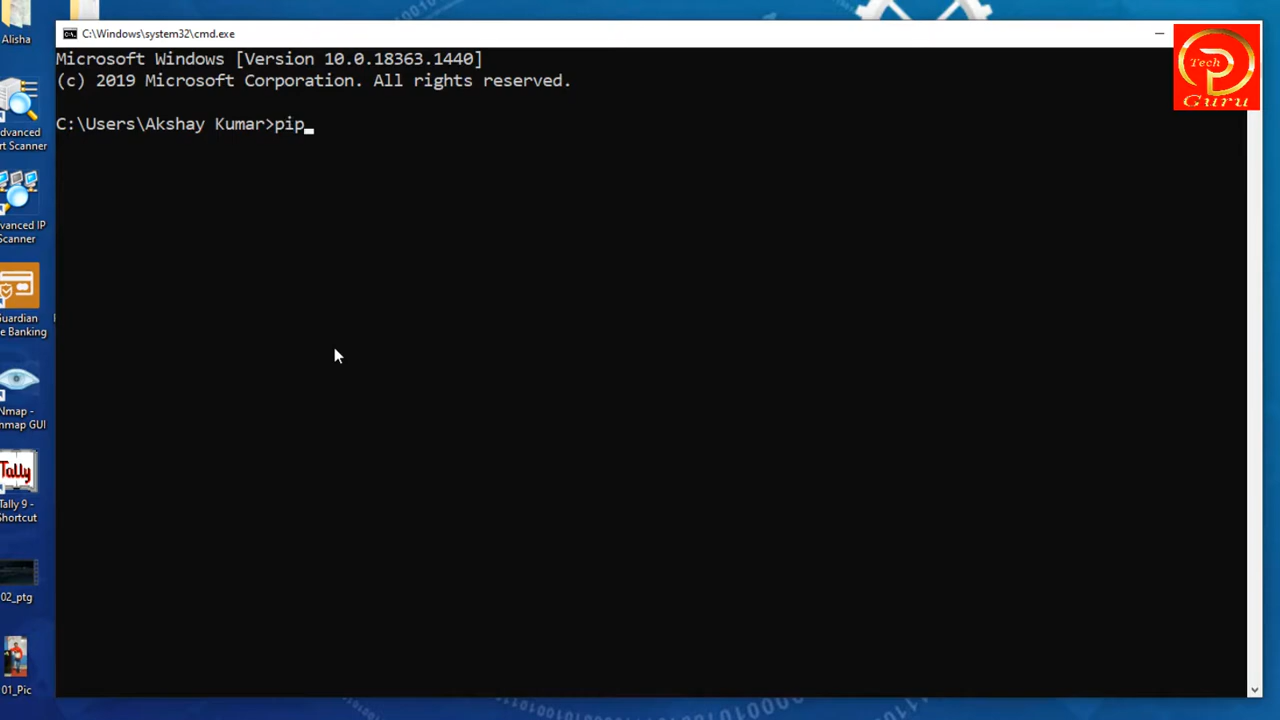 Alisha
C:\Windows\system32\cmd.exe
Microsoft Windows [Version 10.0.18363.1440]
(c) 2019 Microsoft Corporation. All rights reserved.
C:\Users\Akshay Kumar>pip
Tech
Guru
dvanced
rt Scanner
dvanced IP
Scanner
Guardian
e Banking
Nmap -
nmap GUI
Tally
Tally 9 -
Shortcut
02_ptg
01_Pic